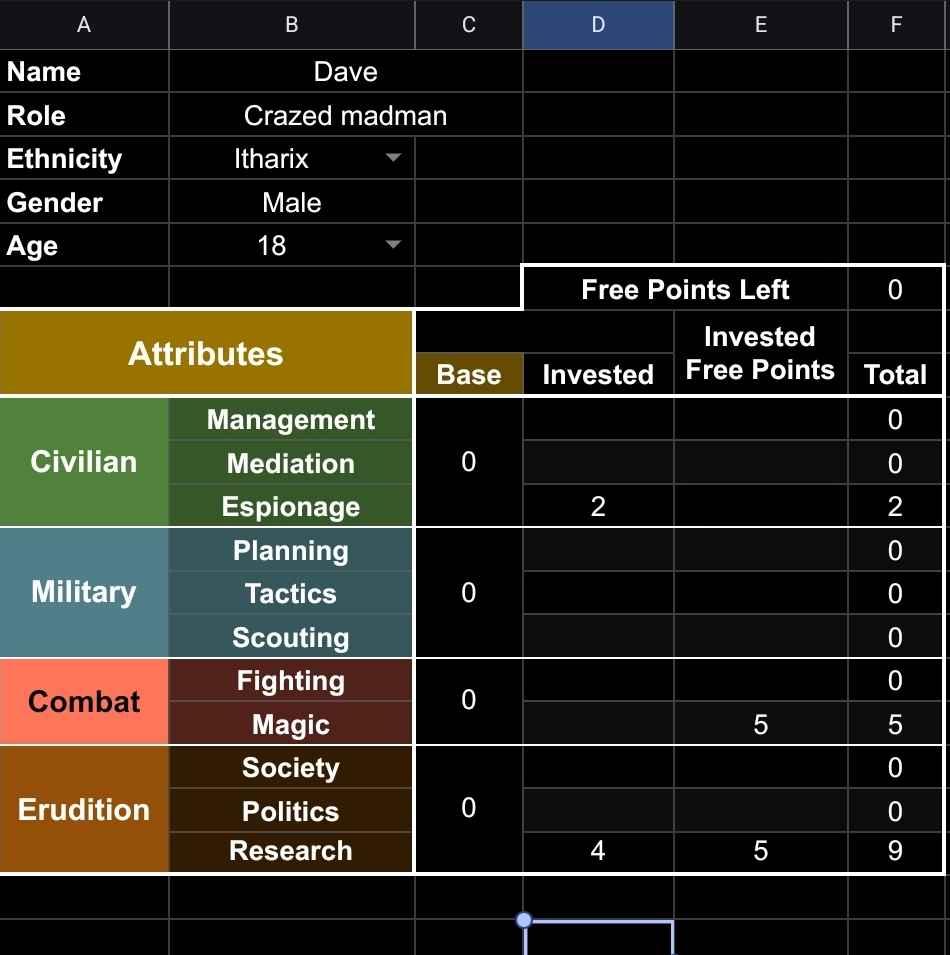 A B C D E F
Name Dave
Role Crazed madman
Ethnicity Itharix
Gender Male
Age 18
Free Points Left 0
Attributes Base Invested Invested Free Points Total
Civilian Management 0 0
Mediation 0
Espionage 2 2
Military Planning 0 0
Tactics 0
Scouting 0
Combat Fighting 0 0
Magic 5 5
Erudition Society 0 0
Politics 0
Research 4 5 9